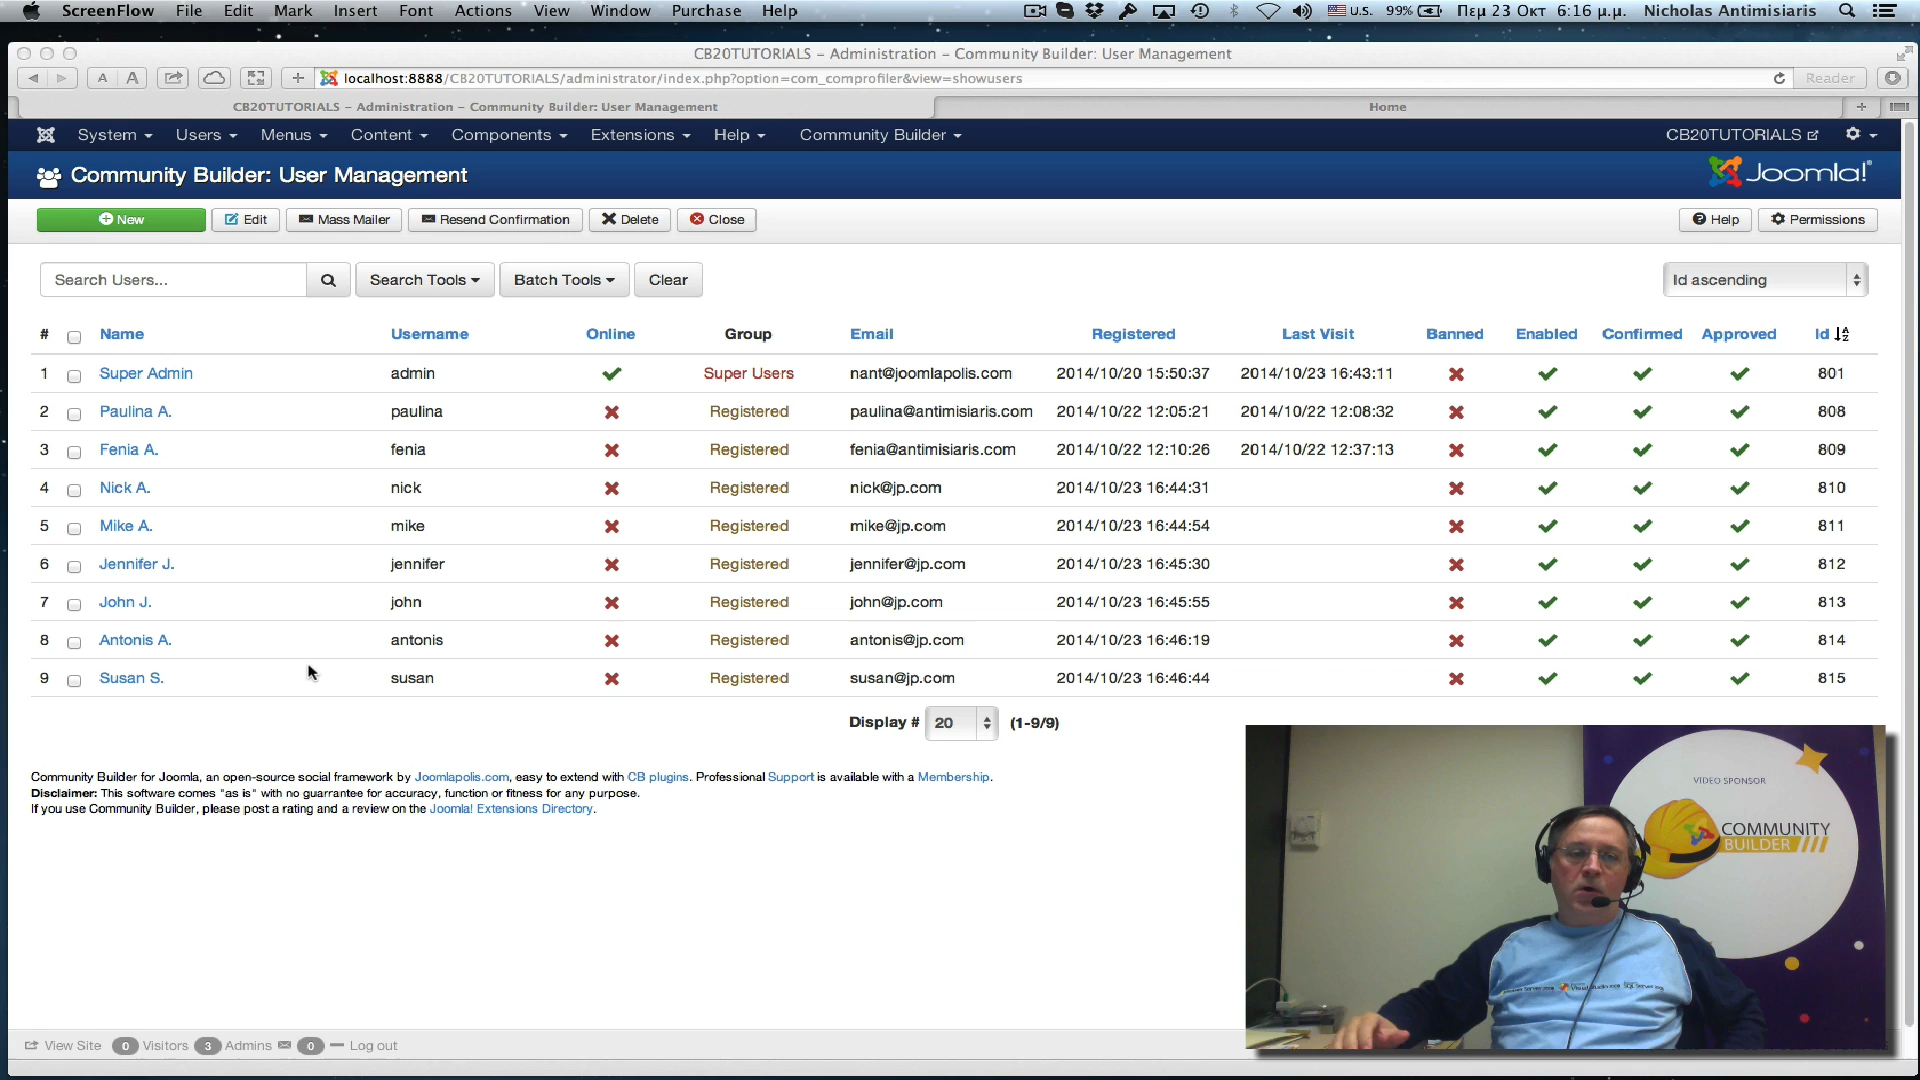 ScreenFlow File Edit Mark Insert Font Actions View Window Purchase Help U.S. 99% Πεμ 23 Οκτ 6:16 μ.μ. Nicholas Antimisiaris
CB20TUTORIALS – Administration – Community Builder: User Management
A A + localhost:8888/CB20TUTORIALS/administrator/index.php?option=com_comprofiler&view=showusers Reader
CB20TUTORIALS – Administration – Community Builder: User Management Home +
System Users Menus Content Components Extensions Help Community Builder CB20TUTORIALS
Community Builder: User Management Joomla!®
New Edit Mass Mailer Resend Confirmation Delete Close Help Permissions
Search Users... Search Tools Batch Tools Clear Id ascending
# Name Username Online Group Email Registered Last Visit Banned Enabled Confirmed Approved Id
1 Super Admin admin Super Users nant@joomlapolis.com 2014/10/20 15:50:37 2014/10/23 16:43:11 801
2 Paulina A. paulina Registered paulina@antimisiaris.com 2014/10/22 12:05:21 2014/10/22 12:08:32 808
3 Fenia A. fenia Registered fenia@antimisiaris.com 2014/10/22 12:10:26 2014/10/22 12:37:13 809
4 Nick A. nick Registered nick@jp.com 2014/10/23 16:44:31 810
5 Mike A. mike Registered mike@jp.com 2014/10/23 16:44:54 811
6 Jennifer J. jennifer Registered jennifer@jp.com 2014/10/23 16:45:30 812
7 John J. john Registered john@jp.com 2014/10/23 16:45:55 813
8 Antonis A. antonis Registered antonis@jp.com 2014/10/23 16:46:19 814
9 Susan S. susan Registered susan@jp.com 2014/10/23 16:46:44 815
Display # 20 (1-9/9)
Community Builder for Joomla, an open-source social framework by Joomlapolis.com, easy to extend with CB plugins. Professional Support is available with a Membership.
Disclaimer: This software comes "as is" with no guarrantee for accuracy, function or fitness for any purpose.
If you use Community Builder, please post a rating and a review on the Joomla! Extensions Directory.
VIDEO SPONSOR
COMMUNITY
BUILDER
View Site 0 Visitors 3 Admins 0 Log out